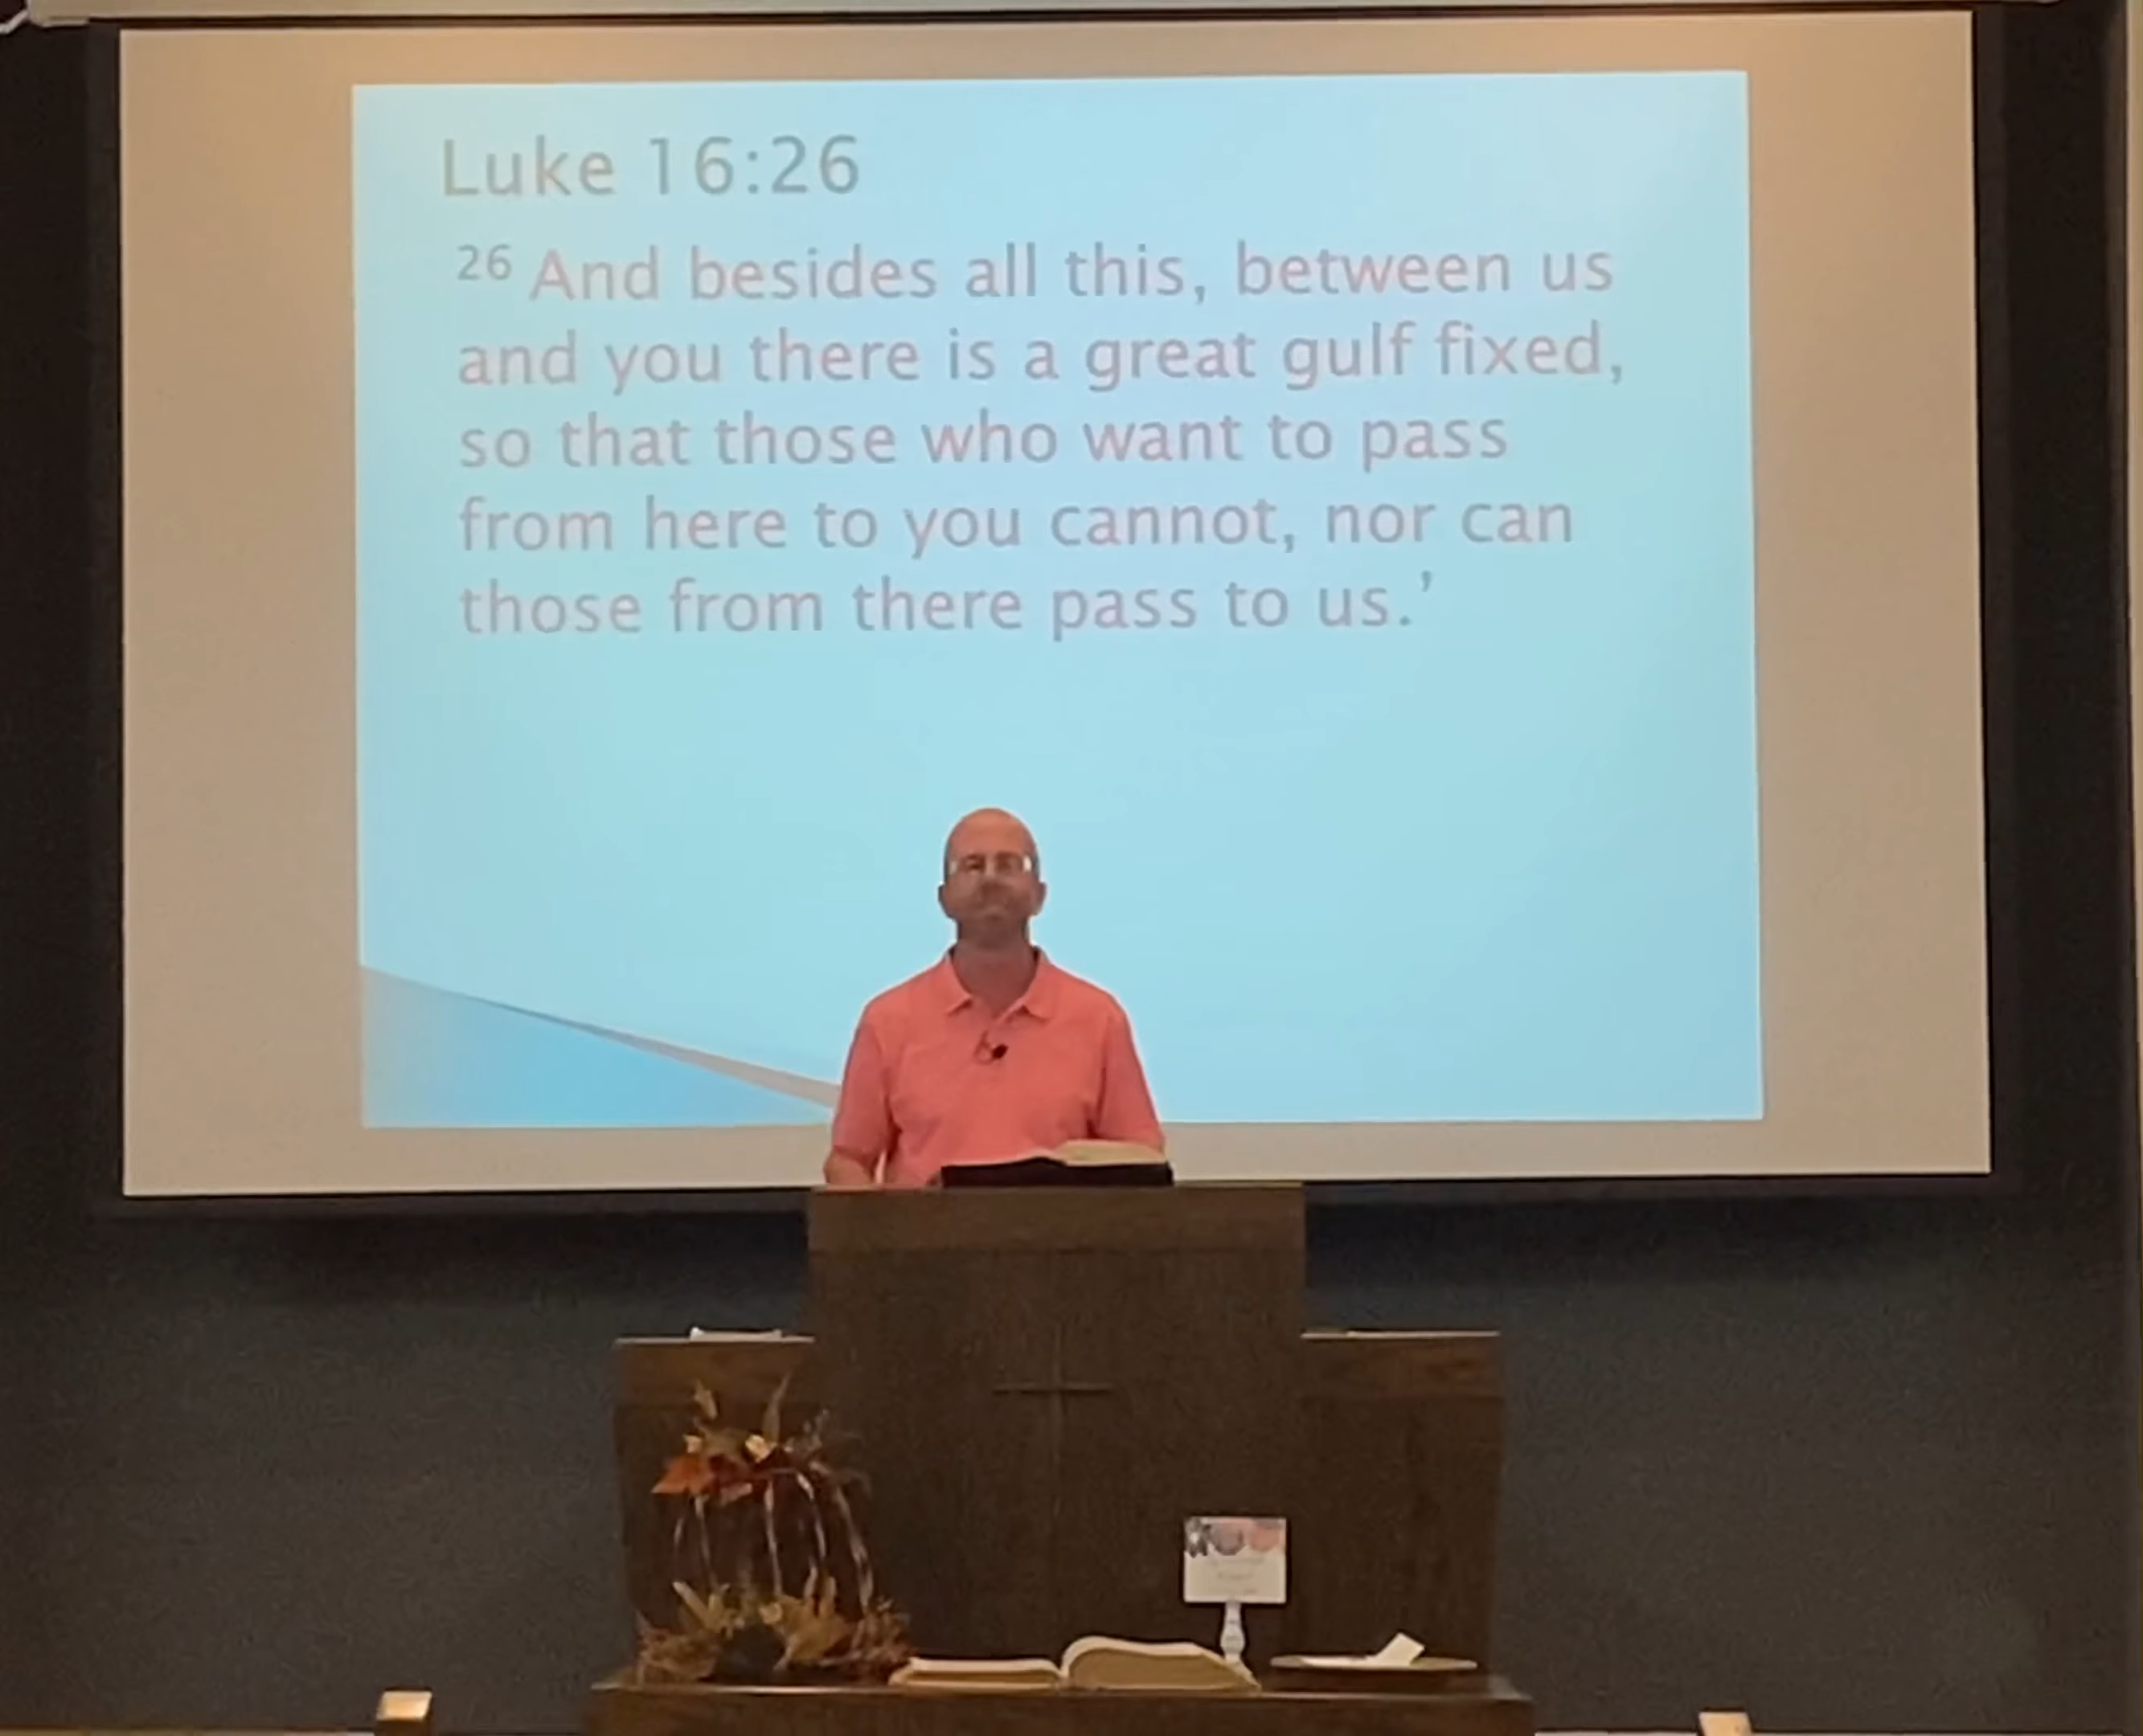 Luke 16:26
26 And besides all this, between us
and you there is a great gulf fixed,
so that those who want to pass
from here to you cannot, nor can
those from there pass to us.’